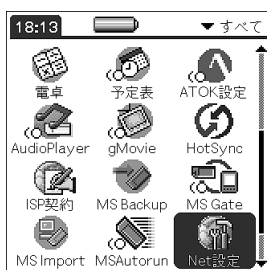 18:13 すべて
電卓 予定表 ATOK設定
AudioPlayer gMovie HotSync
ISP契約 MS Backup MS Gate
MS Import MSAutorun Net設定